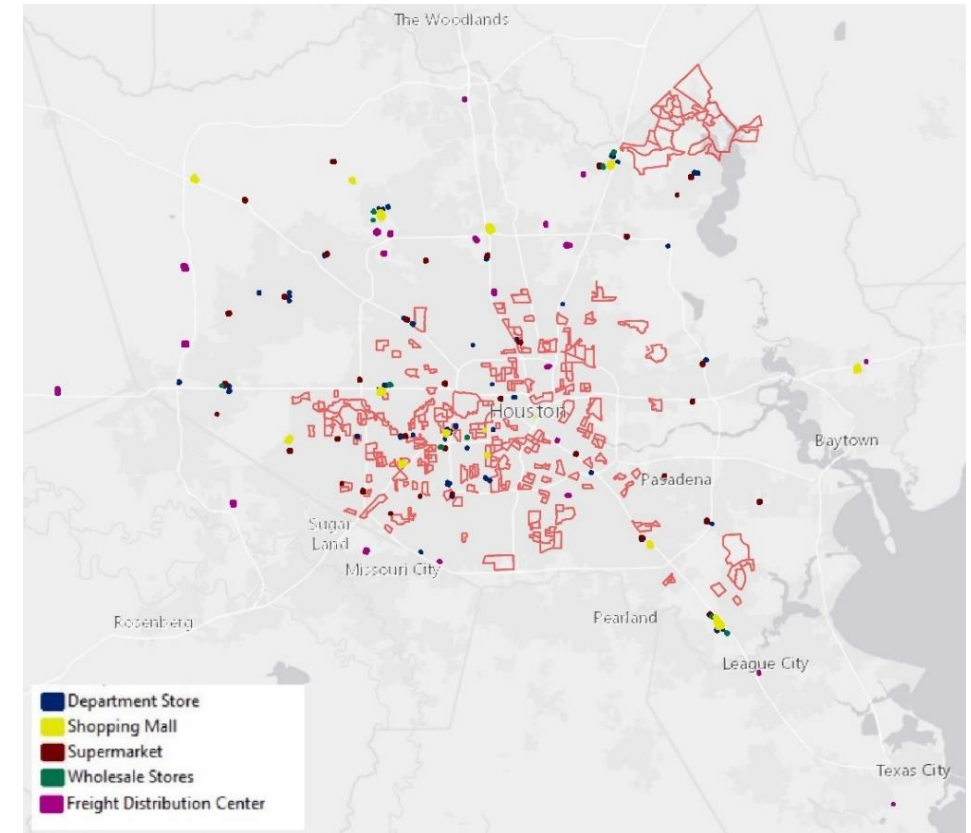 The Woodlands
Houston
Baytown
Pasadena
Sugar
Land
Missouri City
Pearland
Rosenberg
League City
Department Store
Shopping Mall
Supermarket
Wholesale Stores
Freight Distribution Center
Texas City